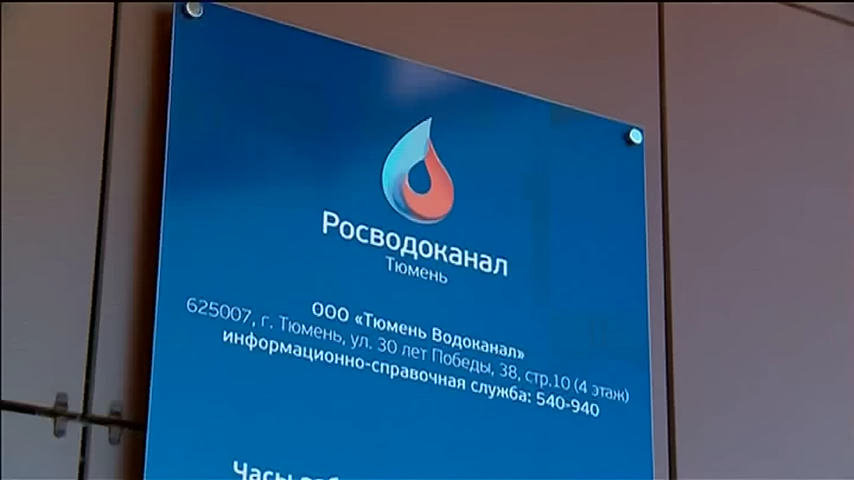 Росводоканал
Тюмень
ООО «Тюмень Водоканал»
625007, г. Тюмень, ул. 30 лет Победы, 38, стр.10 (4 этаж)
информационно-справочная служба: 540-940
Часы